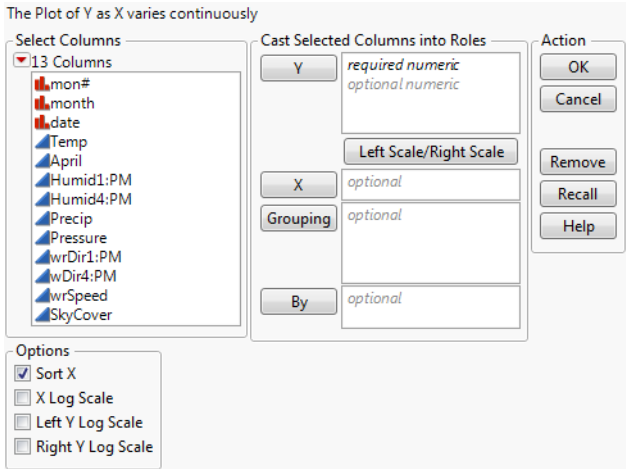 The Plot of Y as X varies continuously
Select Columns
13 Columns
mon#
month
date
Temp
April
Humid1:PM
Humid4:PM
Precip
Pressure
wrDir1:PM
wDir4:PM
wrSpeed
SkyCover
Cast Selected Columns into Roles
Y
required numeric
optional numeric
Left Scale/Right Scale
X
optional
Grouping
optional
By
optional
Action
OK
Cancel
Remove
Recall
Help
Options
Sort X
X Log Scale
Left Y Log Scale
Right Y Log Scale